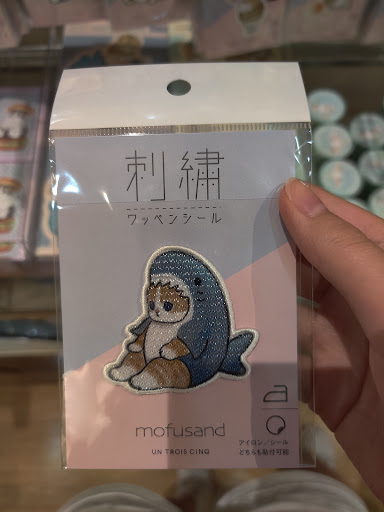 刺繍
ワッペンシール
mofusand
UN TROIS CINQ
アイロン／シール
どちらも貼付可能